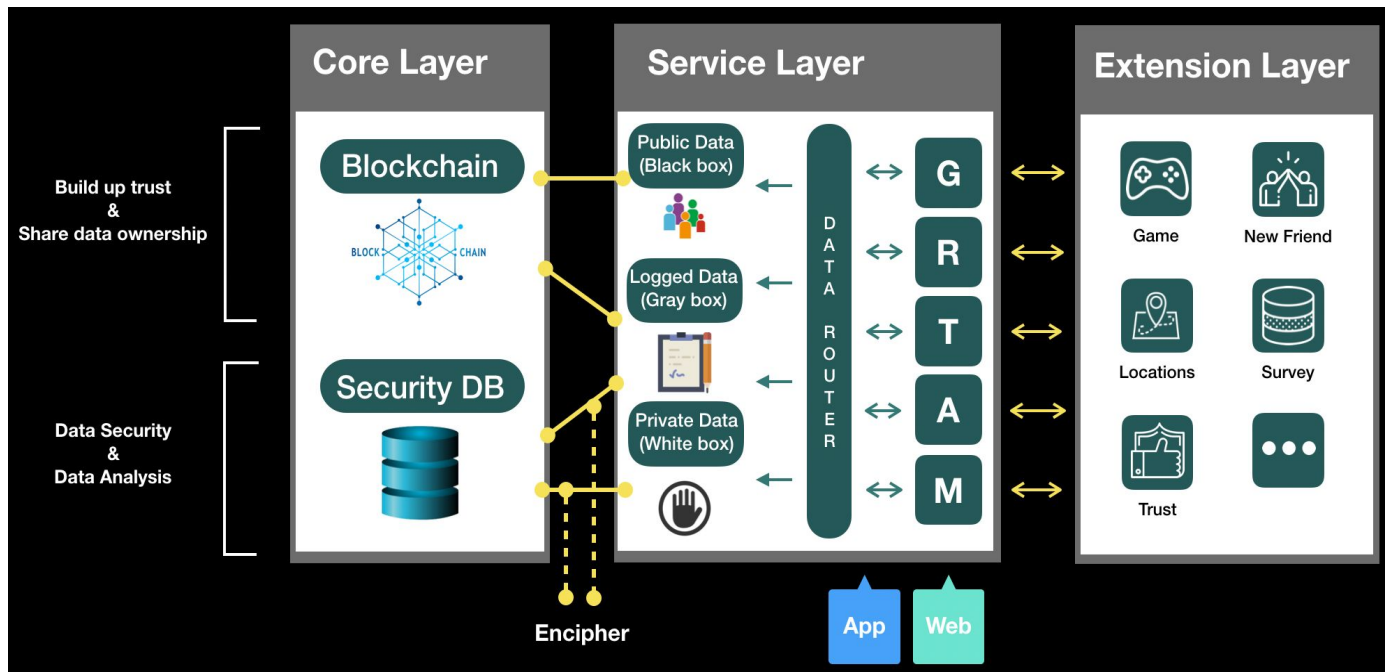 Core Layer
Service Layer
Extension Layer
Build up trust
&
Share data ownership
Data Security
&
Data Analysis
Blockchain
BLOCK CHAIN
Security DB
Public Data
(Black box)
Logged Data
(Gray box)
Private Data
(White box)
DATA ROUTER
G
R
T
A
M
Game
New Friend
Locations
Survey
Trust
Encipher
App
Web